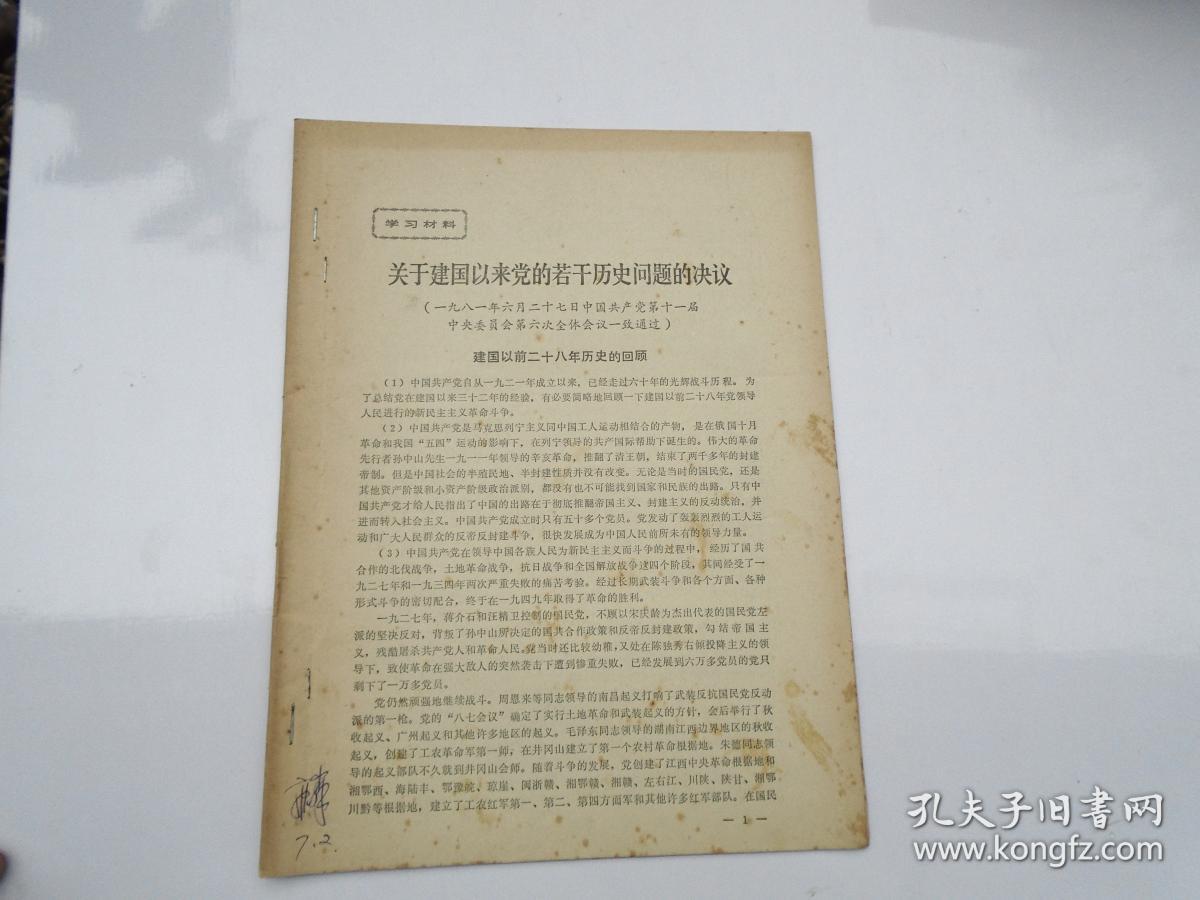 学习材料
关于建国以来党的若干历史问题的决议
(一九八一年六月二十七日中国共产党第十一届
中央委员会第六次全体会议一致通过)
建国以前二十八年历史的回顾
(1)中国共产党自从一九二一年成立以来,已经走过六十年的光辉战斗历程。为
了总结党在建国以来三十二年的经验,有必要简略地回顾一下建国以前二十八年党领导
人民进行的新民主主义革命斗争。
(2)中国共产党是马克思列宁主义同中国工人运动相结合的产物,是在俄国十月
革命和我国“五四”运动的影响下,在列宁领导的共产国际帮助下诞生的。伟大的革命
先行者孙中山先生一九一一年领导的辛亥革命,推翻了清王朝,结束了两千多年的封建
帝制。但是中国社会的半殖民地、半封建性质并没有改变。无论是当时的国民党,还是
其他资产阶级和小资产阶级政治派别,都没有也不可能找到国家和民族的出路。只有中
国共产党才给人民指出了中国的出路在于彻底推翻帝国主义、封建主义的反动统治,并
进而转入社会主义。中国共产党成立时只有五十多个党员。党发动了轰轰烈烈的工人运
动和广大人民群众的反帝反封建斗争,很快发展成为中国人民前所未有的领导力量。
(3)中国共产党在领导中国各族人民为新民主主义而斗争的过程中,经历了国共
合作的北伐战争,土地革命战争,抗日战争和全国解放战争这四个阶段,其间经受了一
九二七年和一九三四年两次严重失败的痛苦考验。经过长期武装斗争和各个方面、各种
形式斗争的密切配合,终于在一九四九年取得了革命的胜利。
一九二七年,蒋介石和汪精卫控制的国民党,不顾以宋庆龄为杰出代表的国民党左
派的坚决反对,背叛了孙中山所决定的国共合作政策和反帝反封建政策,勾结帝国主
义,残酷屠杀共产党人和革命人民。党当时还比较幼稚,又处在陈独秀右倾投降主义的领
导下,致使革命在强大敌人的突然袭击下遭到惨重失败,已经发展到六万多党员的党只
剩下了一万多党员。
党仍然顽强地继续战斗。周恩来等同志领导的南昌起义打响了武装反抗国民党反动
派的第一枪。党的“八七会议”确定了实行土地革命和武装起义的方针,会后举行了秋
收起义、广州起义和其他许多地区的起义。毛泽东同志领导的湖南江西边界地区的秋收
起义,创建了工农革命军第一师,在井冈山建立了第一个农村革命根据地。朱德同志领
导的起义部队不久就到井冈山会师。随着斗争的发展,党创建了江西中央革命根据地和
湘鄂西、海陆丰、鄂豫皖、琼崖、闽浙赣、湘鄂赣、湘赣、左右江、川陕、陕甘、湘鄂
川黔等根据地,建立了工农红军第一、第二、第四方面军和其他许多红军部队。在国民
— 1 —
7.2.
孔夫子旧书网
www.kongfz.com